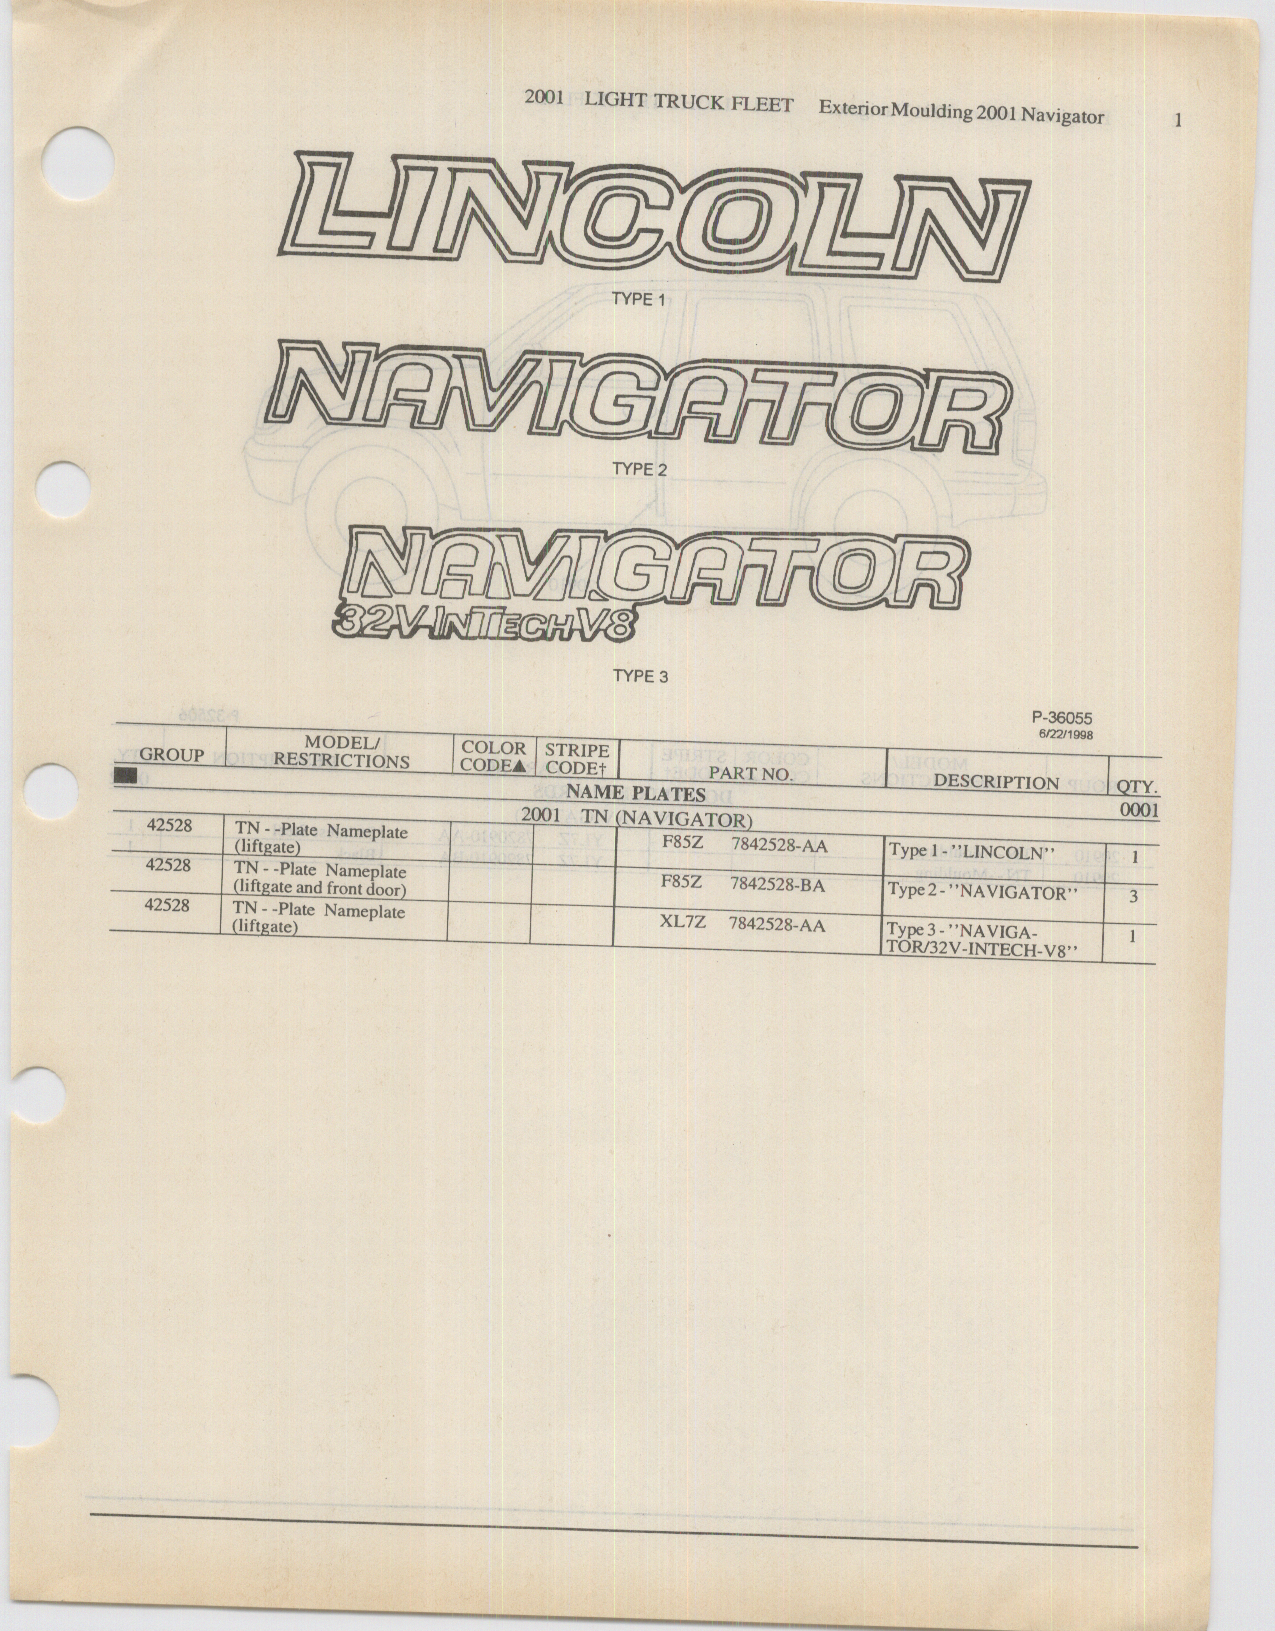 2001 LIGHT TRUCK FLEET Exterior Moulding 2001 Navigator 1
LINCOLN
TYPE 1
NAVIGATOR
TYPE 2
NAVIGATOR
32V-INTECH-V8
TYPE 3
P-36055
6/22/1998
GROUP MODEL/ RESTRICTIONS COLOR CODE▲ STRIPE CODE† PART NO. DESCRIPTION QTY.
NAME PLATES 0001
2001 TN (NAVIGATOR)
42528 TN - -Plate Nameplate F85Z 7842528-AA Type 1 - "LINCOLN" 1
(liftgate)
42528 TN - -Plate Nameplate F85Z 7842528-BA Type 2 - "NAVIGATOR" 3
(liftgate and front door)
42528 TN - -Plate Nameplate XL7Z 7842528-AA Type 3 - "NAVIGA- 1
(liftgate) TOR/32V-INTECH-V8"